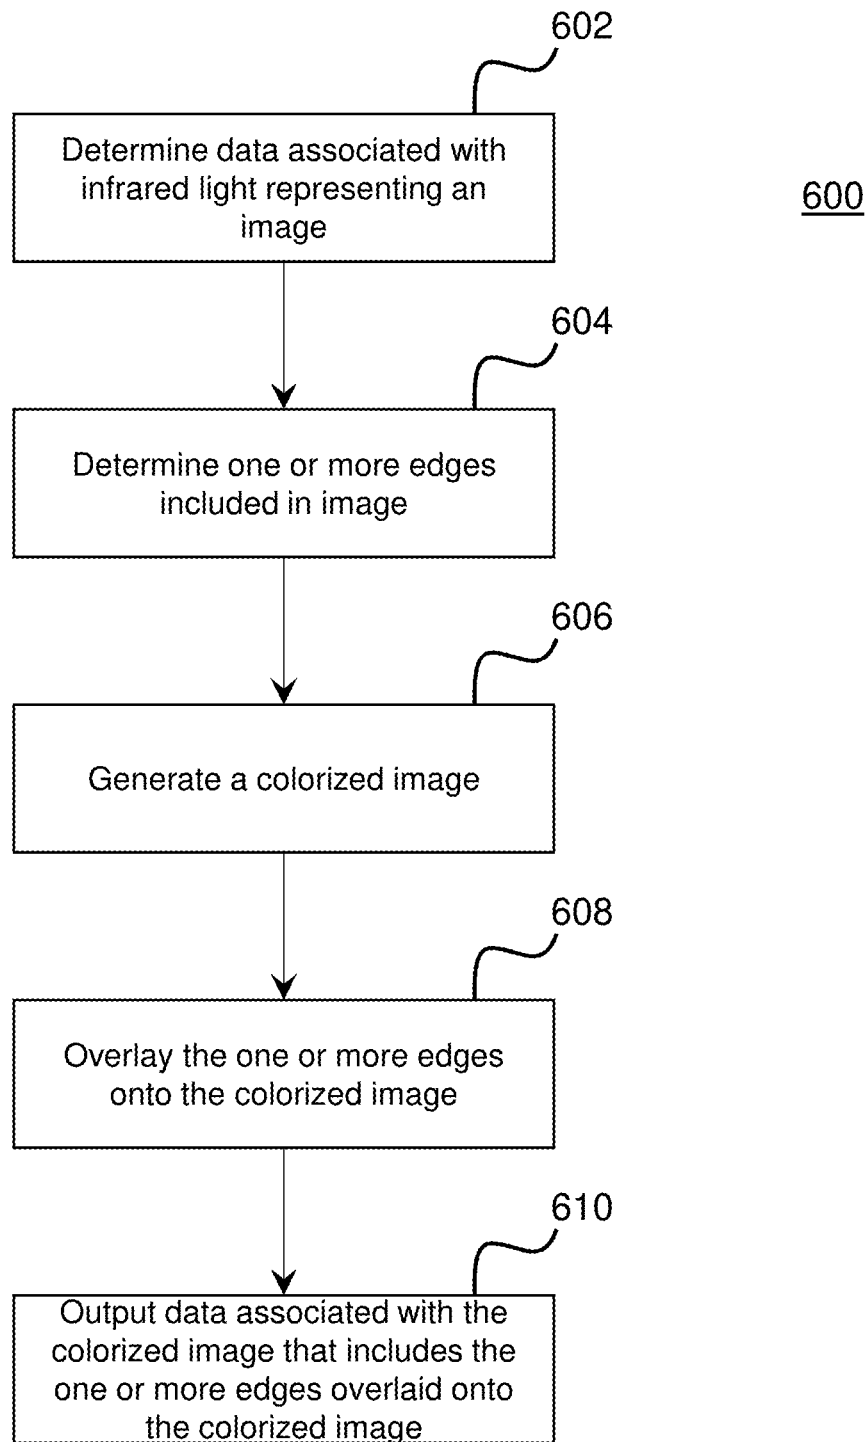 602
Determine data associated with
infrared light representing an
image
600
604
Determine one or more edges
included in image
606
Generate a colorized image
608
Overlay the one or more edges
onto the colorized image
610
Output data associated with the
colorized image that includes the
one or more edges overlaid onto
the colorized image